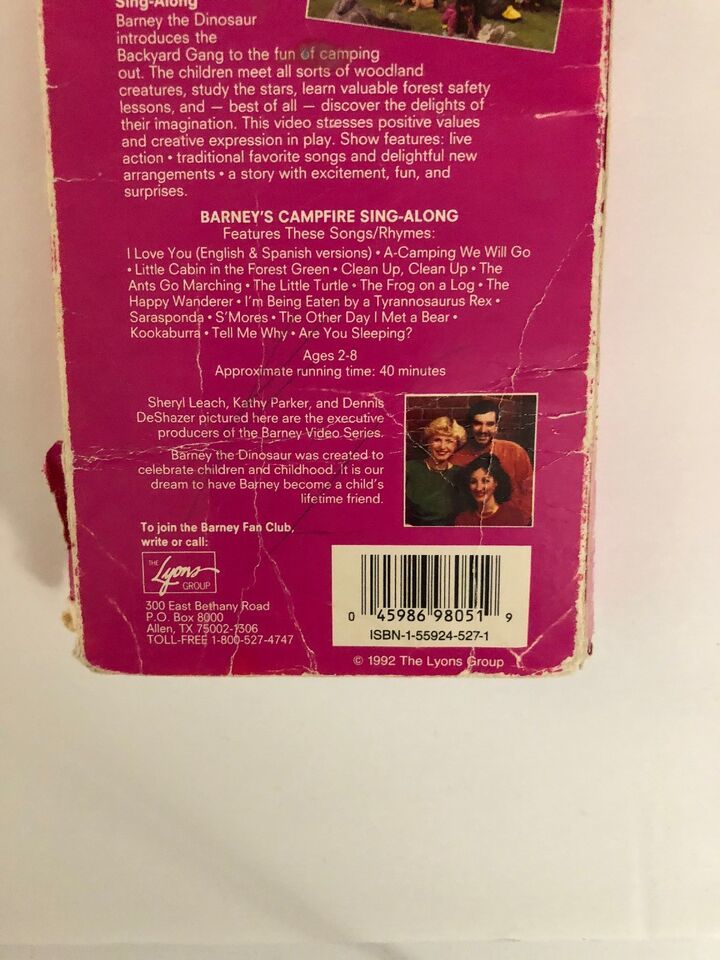 Sing-Along
Barney the Dinosaur
introduces the
Backyard Gang to the fun of camping
out. The children meet all sorts of woodland
creatures, study the stars, learn valuable forest safety
lessons, and — best of all — discover the delights of
their imagination. This video stresses positive values
and creative expression in play. Show features: live
action • traditional favorite songs and delightful new
arrangements • a story with excitement, fun, and
surprises.
BARNEY'S CAMPFIRE SING-ALONG
Features These Songs/Rhymes:
I Love You (English & Spanish versions) • A-Camping We Will Go
• Little Cabin in the Forest Green • Clean Up, Clean Up • The
Ants Go Marching • The Little Turtle • The Frog on a Log • The
Happy Wanderer • I'm Being Eaten by a Tyrannosaurus Rex •
Sarasponda • S'Mores • The Other Day I Met a Bear •
Kookaburra • Tell Me Why • Are You Sleeping?
Ages 2-8
Approximate running time: 40 minutes
Sheryl Leach, Kathy Parker, and Dennis
DeShazer pictured here are the executive
producers of the Barney Video Series.
Barney the Dinosaur was created to
celebrate children and childhood. It is our
dream to have Barney become a child's
lifetime friend.
To join the Barney Fan Club,
write or call:
THE
Lyons
GROUP
300 East Bethany Road
P.O. Box 8000
Allen, TX 75002-1306
TOLL-FREE 1-800-527-4747
0 45986 98051 9
ISBN-1-55924-527-1
© 1992 The Lyons Group